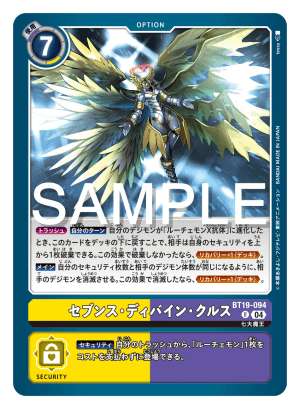 OPTION
使用
7
SAMPLE
トラッシュ 自分のターン 自分のデジモンが「ルーチェモン(X抗体)」に進化した
とき、このカードをデッキの下に戻すことで、相手は自身のセキュリティを上
から1枚破棄できる。この効果で破棄しなかったなら、リカバリー+1《デッキ》。
メイン 自分のセキュリティ枚数と相手のデジモン体数が同じになるように、相
手のデジモンを消滅させる。この効果で消滅したなら、リカバリー+1《デッキ》。
セブンス・ディバイン・クルス
BT19-094
R 04
七大魔王
セキュリティ 自分のトラッシュから、「ルーチェモン」1枚を
コストを支払わずに登場できる。
SECURITY
BANDAI MADE IN JAPAN